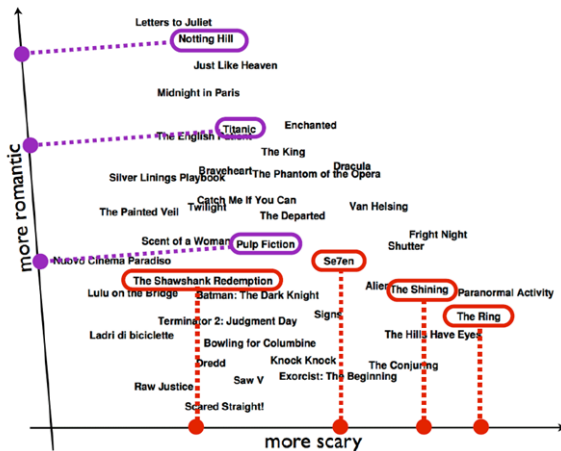 Letters to Juliet
Notting Hill
Just Like Heaven
Midnight in Paris
Titanic
Enchanted
The English Patient
The King
Dracula
Braveheart
The Phantom of the Opera
Silver Linings Playbook
Catch Me If You Can
Twilight
Van Helsing
The Painted Veil
The Departed
Fright Night
Scent of a Woman
Pulp Fiction
Shutter
Nuovo Cinema Paradiso
Se7en
The Shawshank Redemption
Alien
The Shining
Paranormal Activity
Lulu on the Bridge
Batman: The Dark Knight
Signs
The Ring
Terminator 2: Judgment Day
Ladri di biciclette
The Hills Have Eyes
Bowling for Columbine
Dredd
Knock Knock
The Conjuring
Raw Justice
Saw V
Exorcist: The Beginning
Scared Straight!
more romantic
more scary